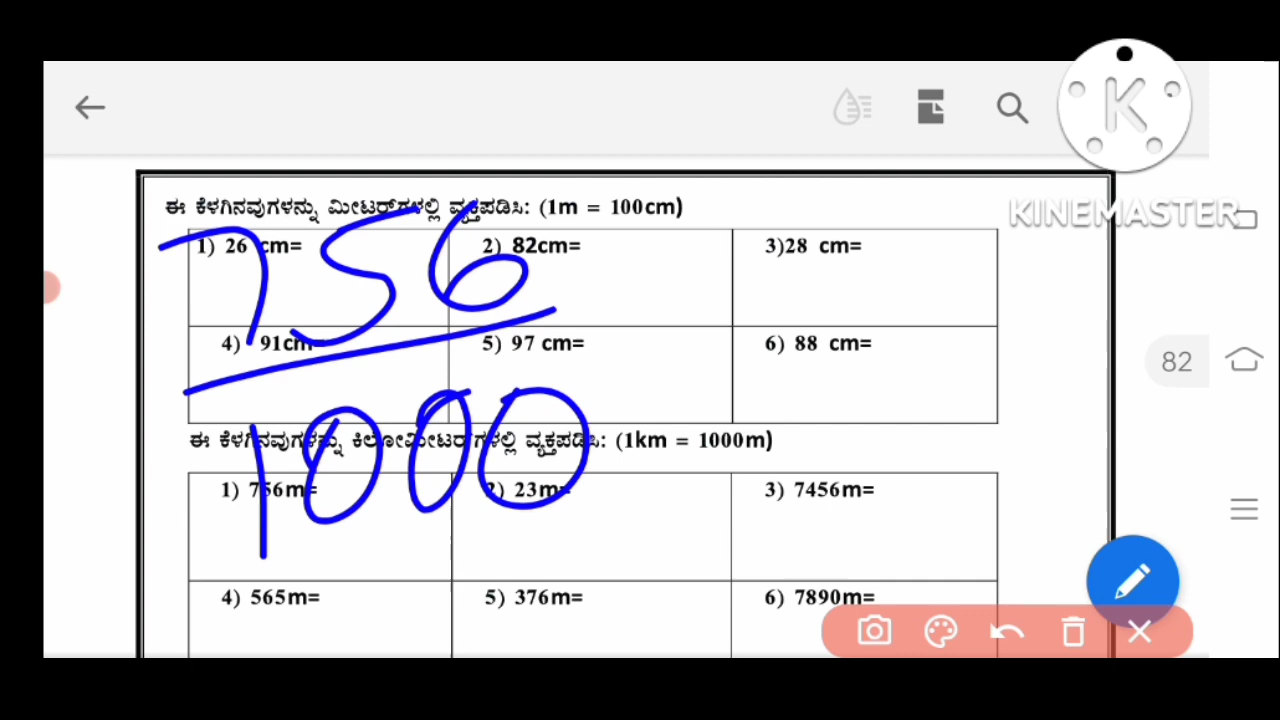 KINEMASTER
ಈ ಕೆಳಗಿನವುಗಳನ್ನು ಮೀಟರ್‌ಗಳಲ್ಲಿ ವ್ಯಕ್ತಪಡಿಸಿ: (1m = 100cm)
1) 26 cm= 2) 82cm= 3)28 cm=
756
4) 91cm= 5) 97 cm= 6) 88 cm=
82
1000
ಈ ಕೆಳಗಿನವುಗಳನ್ನು ಕಿಲೋಮೀಟರ್‌ಗಳಲ್ಲಿ ವ್ಯಕ್ತಪಡಿಸಿ: (1km = 1000m)
1) 756m= 2) 23m= 3) 7456m=
4) 565m= 5) 376m= 6) 7890m=